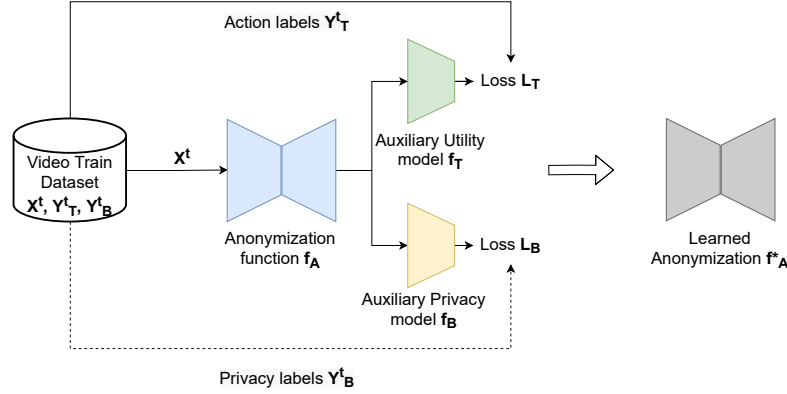 Action labels Y^t_T
Loss L_T
Auxiliary Utility
model f_T
Video Train
Dataset
X^t, Y^t_T, Y^t_B
X^t
Anonymization
function f_A
Loss L_B
Auxiliary Privacy
model f_B
Learned
Anonymization f*_A
Privacy labels Y^t_B